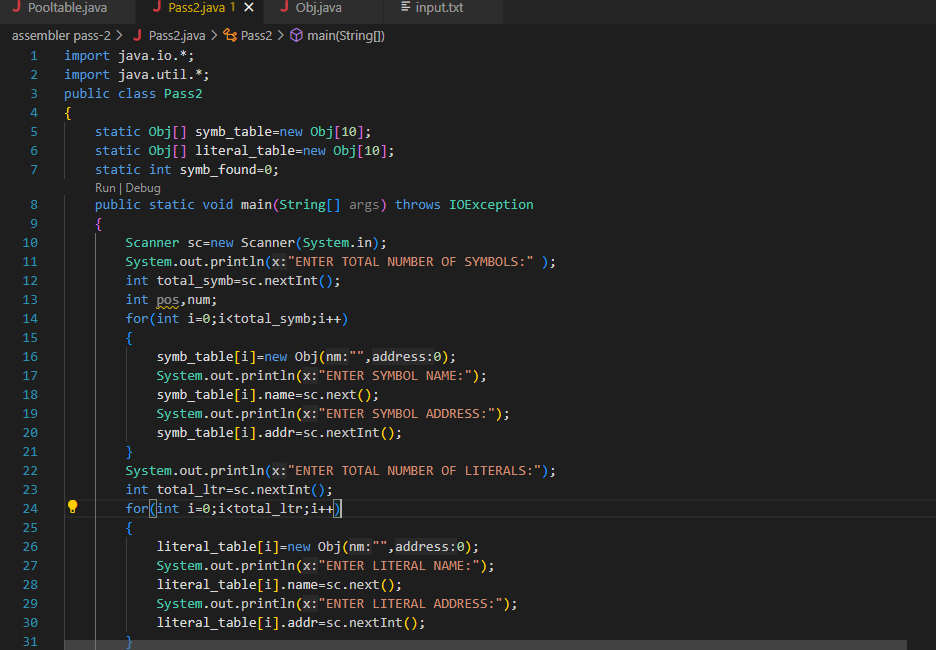 Pooltable.java Pass2.java 1 Obj.java input.txt
assembler pass-2 > Pass2.java > Pass2 > main(String[])
1 import java.io.*;
2 import java.util.*;
3 public class Pass2
4 {
5 static Obj[] symb_table=new Obj[10];
6 static Obj[] literal_table=new Obj[10];
7 static int symb_found=0;
Run | Debug
8 public static void main(String[] args) throws IOException
9 {
10 Scanner sc=new Scanner(System.in);
11 System.out.println(x:"ENTER TOTAL NUMBER OF SYMBOLS:" );
12 int total_symb=sc.nextInt();
13 int pos,num;
14 for(int i=0;i<total_symb;i++)
15 {
16 symb_table[i]=new Obj(nm:"",address:0);
17 System.out.println(x:"ENTER SYMBOL NAME:");
18 symb_table[i].name=sc.next();
19 System.out.println(x:"ENTER SYMBOL ADDRESS:");
20 symb_table[i].addr=sc.nextInt();
21 }
22 System.out.println(x:"ENTER TOTAL NUMBER OF LITERALS:");
23 int total_ltr=sc.nextInt();
24 for(int i=0;i<total_ltr;i++)
25 {
26 literal_table[i]=new Obj(nm:"",address:0);
27 System.out.println(x:"ENTER LITERAL NAME:");
28 literal_table[i].name=sc.next();
29 System.out.println(x:"ENTER LITERAL ADDRESS:");
30 literal_table[i].addr=sc.nextInt();
31 }